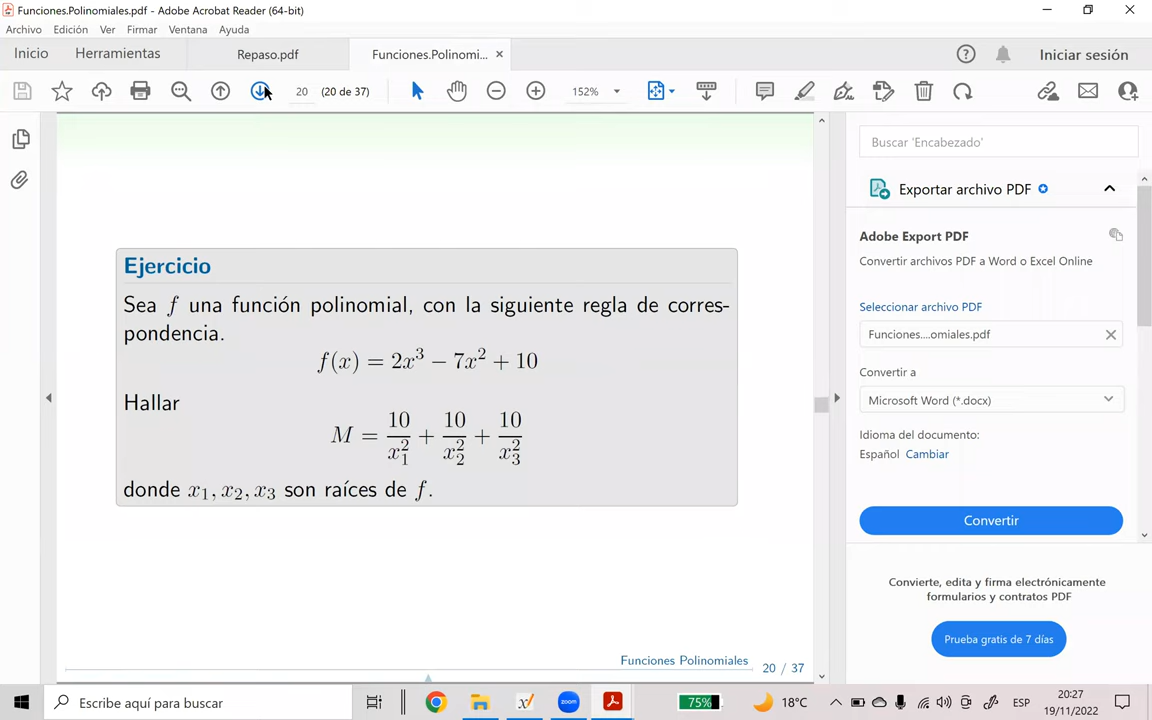 Funciones.Polinomiales.pdf - Adobe Acrobat Reader (64-bit)
Archivo Edición Ver Firmar Ventana Ayuda
Inicio Herramientas Repaso.pdf Funciones.Polinomi... Iniciar sesión
20 (20 de 37) 152%
Buscar 'Encabezado'
Exportar archivo PDF
Adobe Export PDF
Convertir archivos PDF a Word o Excel Online
Seleccionar archivo PDF
Funciones....omiales.pdf
Convertir a
Microsoft Word (*.docx)
Idioma del documento:
Español Cambiar
Convertir
Convierte, edita y firma electrónicamente
formularios y contratos PDF
Prueba gratis de 7 días
Ejercicio
Sea f una función polinomial, con la siguiente regla de corres-
pondencia.
f(x) = 2x³ − 7x² + 10
Hallar
M = 10/x₁² + 10/x₂² + 10/x₃²
donde x₁, x₂, x₃ son raíces de f.
Funciones Polinomiales 20 / 37
Escribe aquí para buscar zoom 75% 18°C ESP 20:27
19/11/2022